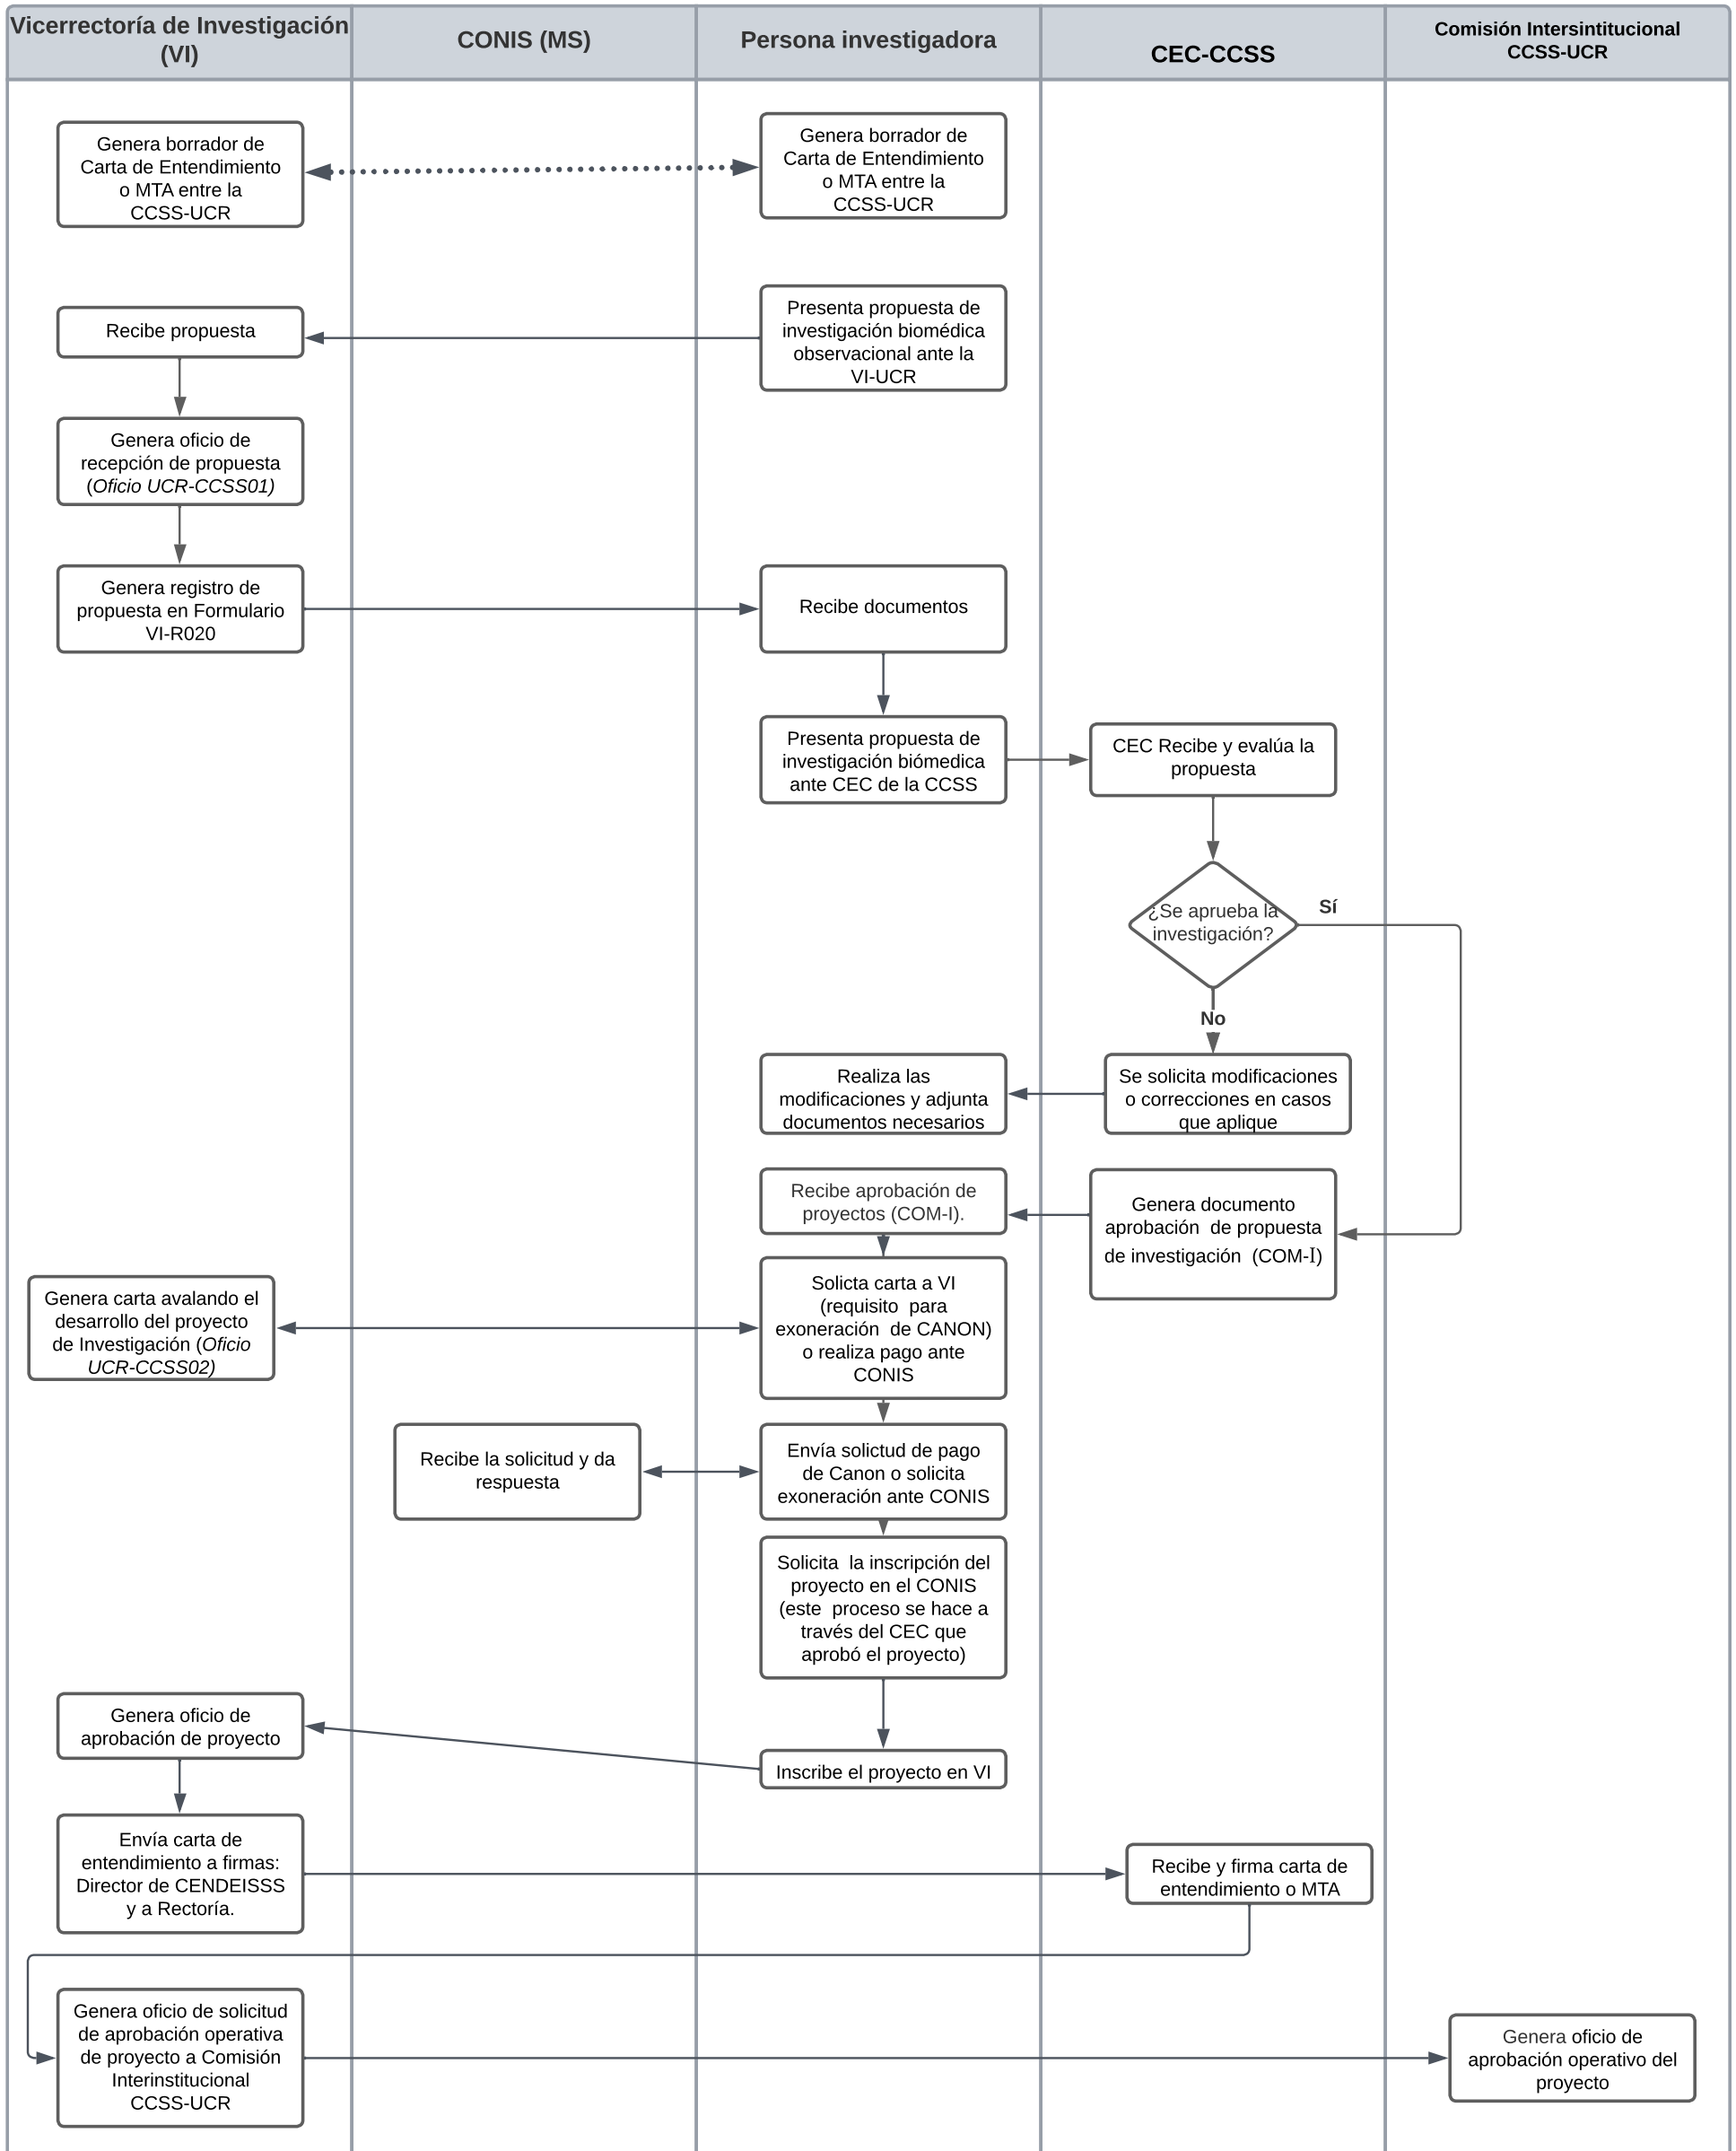 Vicerrectoría de Investigación
(VI)
CONIS (MS)
Persona investigadora
CEC-CCSS
Comisión Intersintitucional
CCSS-UCR
Genera borrador de
Carta de Entendimiento
o MTA entre la
CCSS-UCR
Genera borrador de
Carta de Entendimiento
o MTA entre la
CCSS-UCR
Presenta propuesta de
investigación biomédica
observacional ante la
VI-UCR
Recibe propuesta
Genera oficio de
recepción de propuesta
(Oficio UCR-CCSS01)
Genera registro de
propuesta en Formulario
VI-R020
Recibe documentos
Presenta propuesta de
investigación biómedica
ante CEC de la CCSS
CEC Recibe y evalúa la
propuesta
¿Se aprueba la
investigación?
Sí
No
Se solicita modificaciones
o correcciones en casos
que aplique
Realiza las
modificaciones y adjunta
documentos necesarios
Genera documento
aprobación  de propuesta
de investigación  (COM-I)
Recibe aprobación de
proyectos (COM-I).
Solicta carta a VI
(requisito  para
exoneración  de CANON)
o realiza pago ante
CONIS
Genera carta avalando el
desarrollo del proyecto
de Investigación (Oficio
UCR-CCSS02)
Envía solictud de pago
de Canon o solicita
exoneración ante CONIS
Recibe la solicitud y da
respuesta
Solicita  la inscripción del
proyecto en el CONIS
(este  proceso se hace a
través del CEC que
aprobó el proyecto)
Inscribe el proyecto en VI
Genera oficio de
aprobación de proyecto
Envía carta de
entendimiento a firmas:
Director de CENDEISSS
y a Rectoría.
Recibe y firma carta de
entendimiento o MTA
Genera oficio de solicitud
de aprobación operativa
de proyecto a Comisión
Interinstitucional
CCSS-UCR
Genera oficio de
aprobación operativo del
proyecto